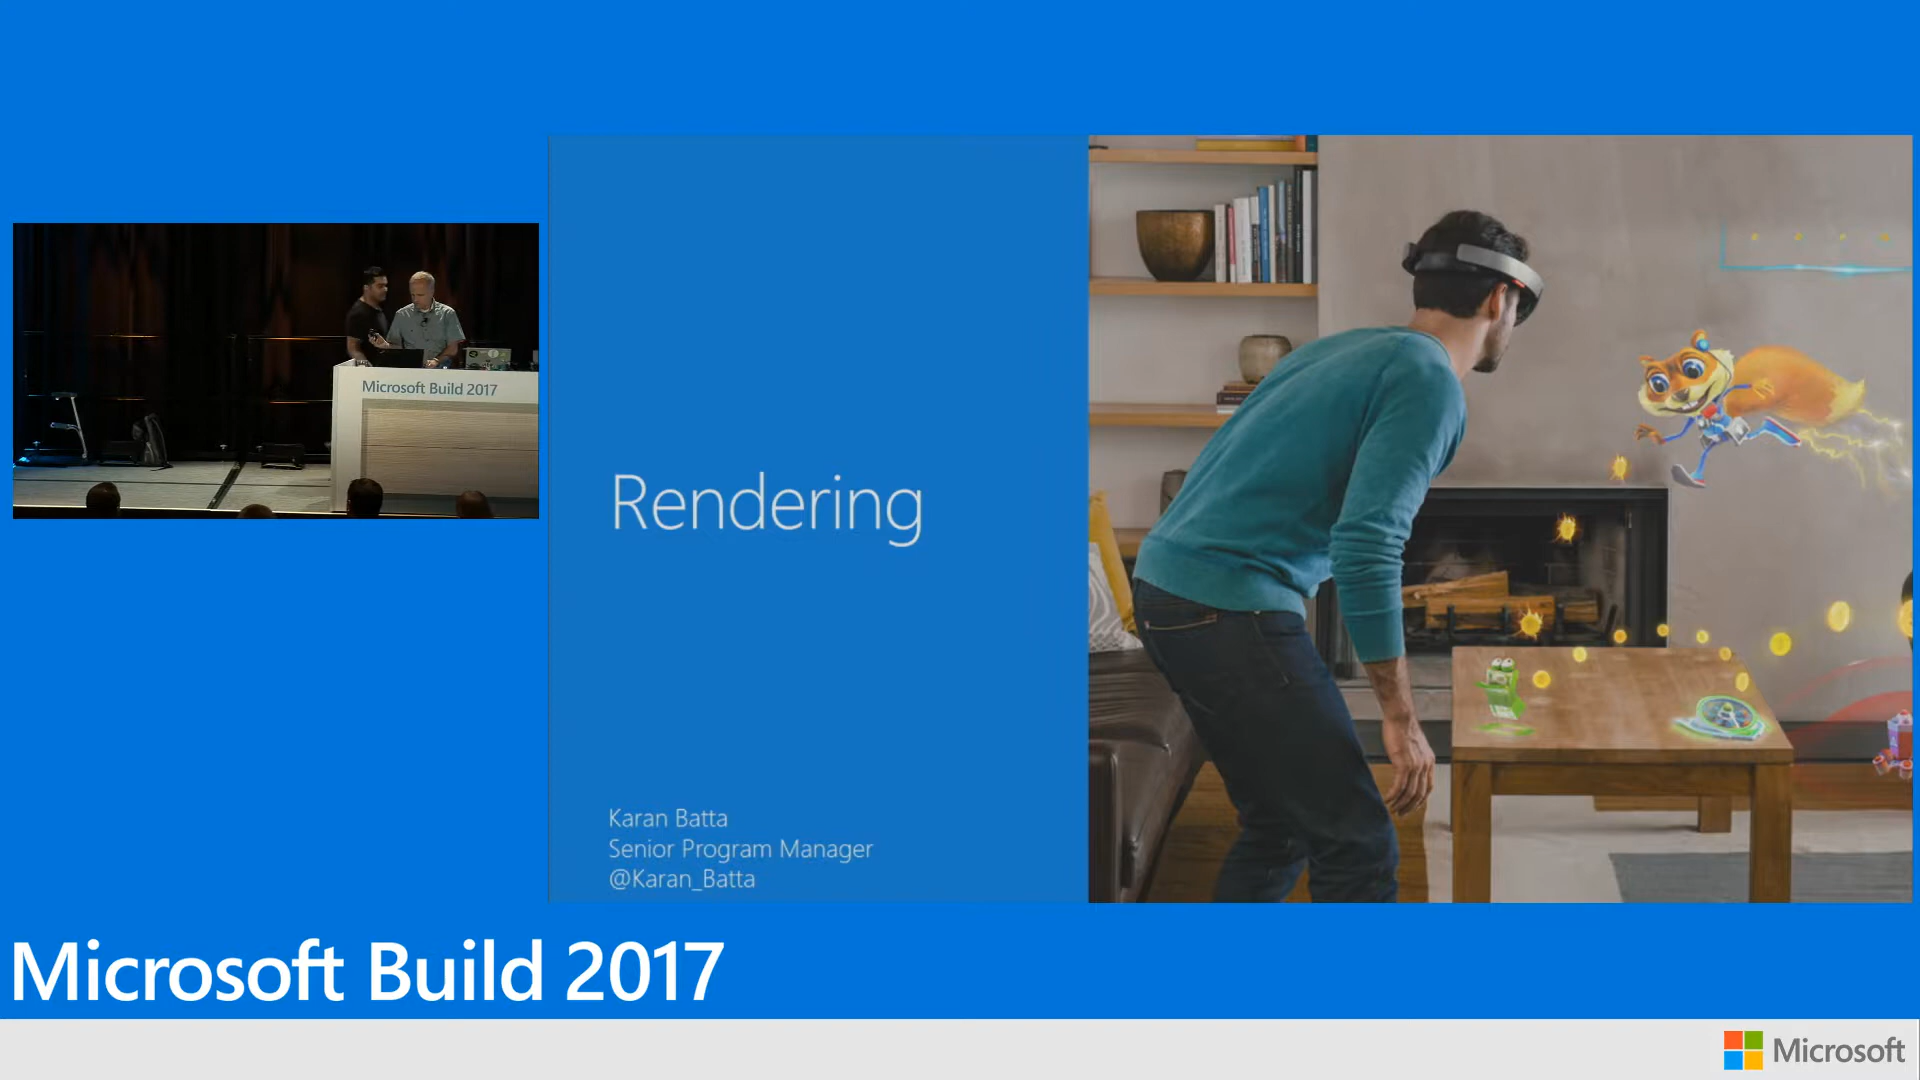 Microsoft Build 2017
Rendering
Karan Batta
Senior Program Manager
@Karan_Batta
Microsoft Build 2017
Microsoft